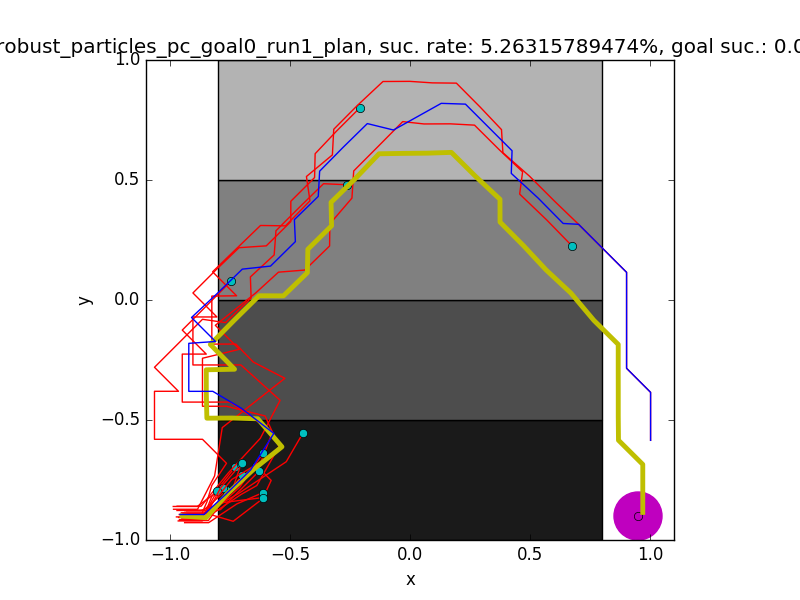 robust_particles_pc_goal0_run1_plan, suc. rate: 5.26315789474%, goal suc.: 0.0
1.0
0.5
0.0
−0.5
−1.0
y
−1.0 −0.5 0.0 0.5 1.0
x